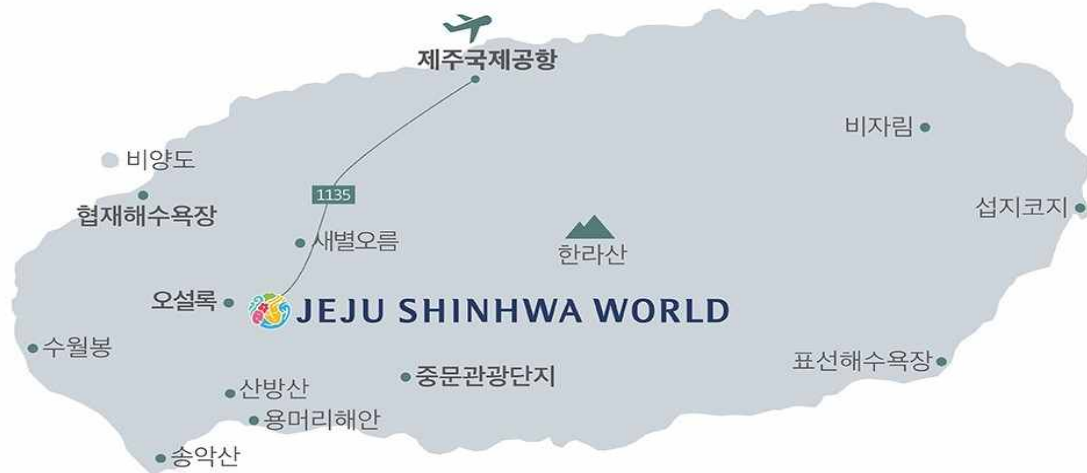 제주국제공항
비자림
비양도
1135
협재해수욕장
섭지코지
새별오름
한라산
오설록
JEJU SHINHWA WORLD
수월봉
표선해수욕장
중문관광단지
산방산
용머리해안
송악산